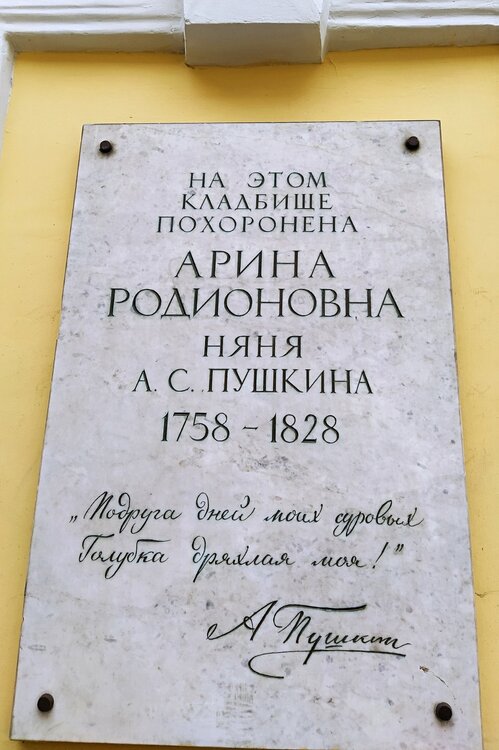 НА ЭТОМ
КЛАДБИЩЕ
ПОХОРОНЕНА
АРИНА
РОДИОНОВНА
НЯНЯ
А. С. ПУШКИНА
1758 – 1828
„Подруга дней моих суровых
Голубка дряхлая моя!”
А Пушкин